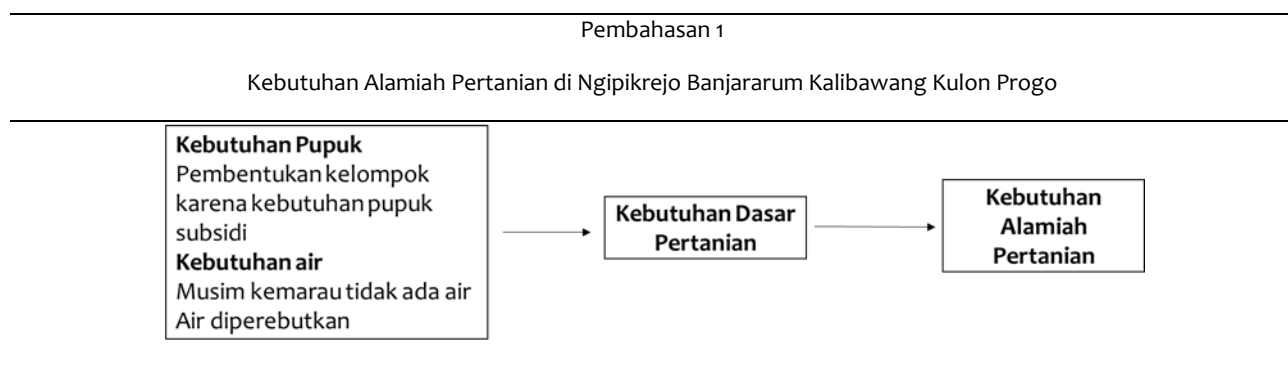 Pembahasan 1
Kebutuhan Alamiah Pertanian di Ngipikrejo Banjararum Kalibawang Kulon Progo
Kebutuhan Pupuk
Pembentukan kelompok
karena kebutuhan pupuk
subsidi
Kebutuhan air
Musim kemarau tidak ada air
Air diperebutkan
Kebutuhan Dasar
Pertanian
Kebutuhan
Alamiah
Pertanian